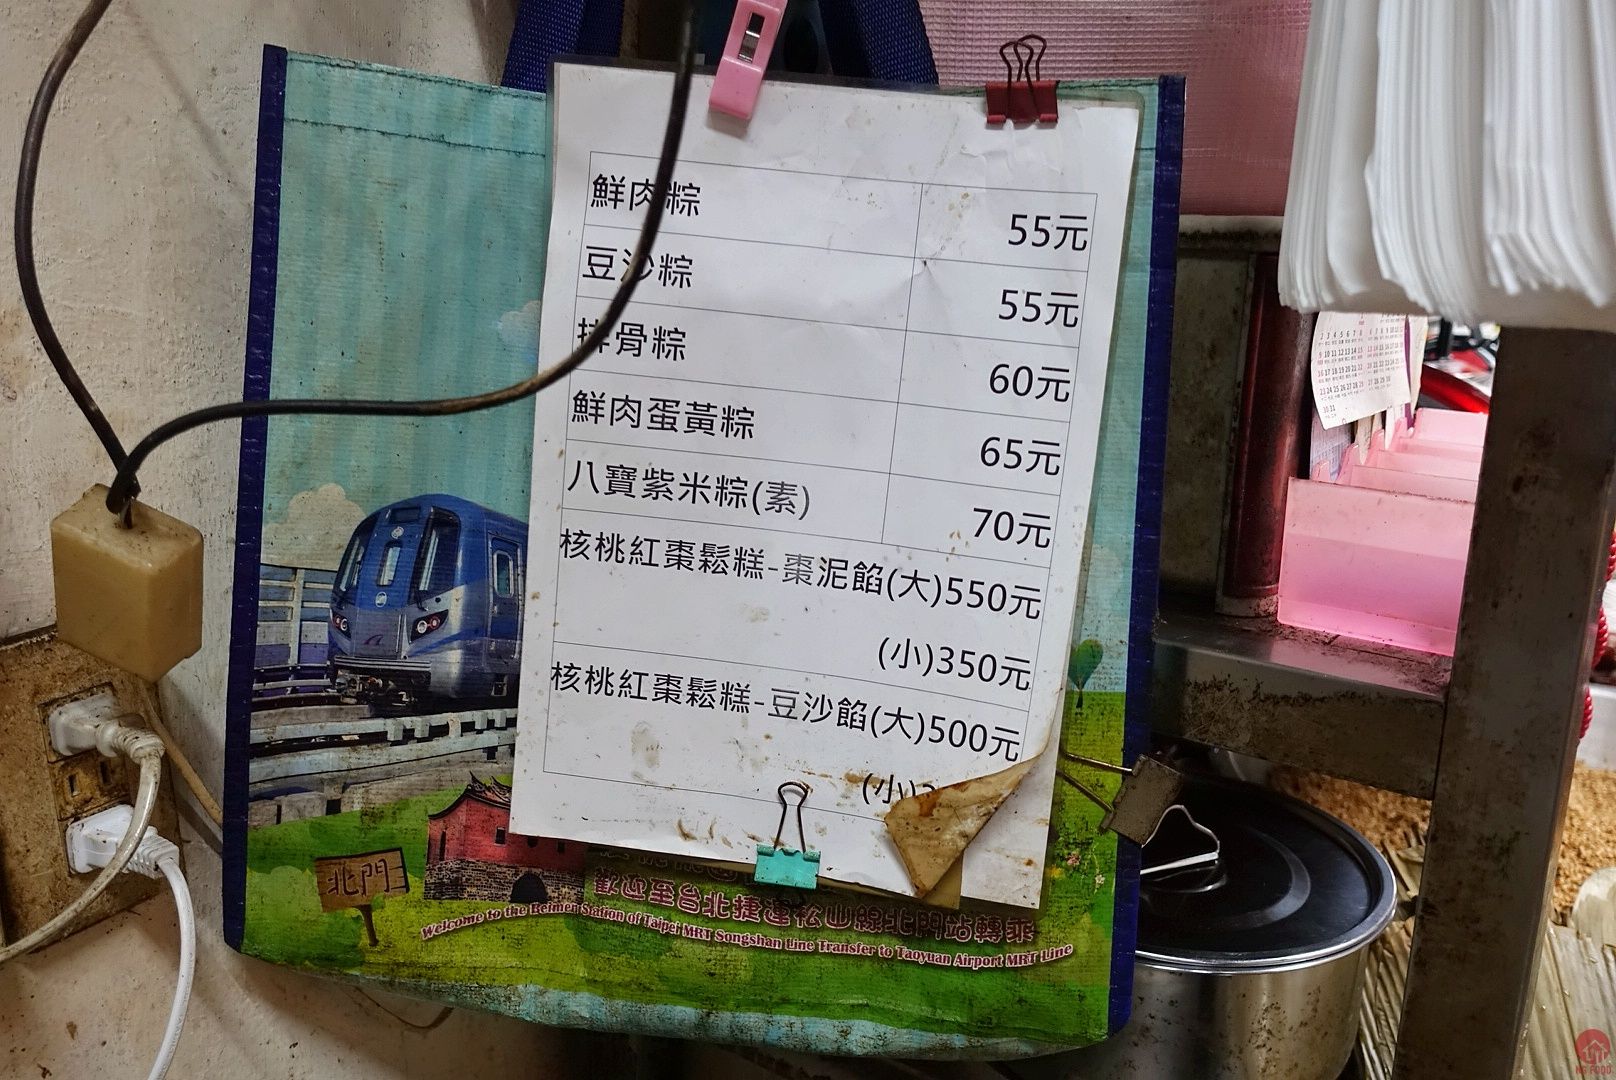 鮮肉粽 55元
豆沙粽 55元
排骨粽 60元
鮮肉蛋黃粽 65元
八寶紫米粽(素) 70元
核桃紅棗鬆糕-棗泥餡(大)550元
(小)350元
核桃紅棗鬆糕-豆沙餡(大)500元
(小)
北門
歡迎至台北捷運松山線北門站轉乘
Welcome to the Beimen Station of Taipei MRT Songshan Line Transfer to Taoyuan Airport MRT Line
NG FOOD